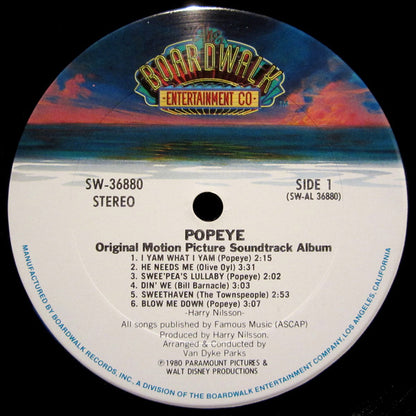 The
BOARDWALK
-ENTERTAINMENT CO-
SW-36880
STEREO
SIDE 1
(SW-AL 36880)
POPEYE
Original Motion Picture Soundtrack Album
1. I YAM WHAT I YAM (Popeye) 2:15
2. HE NEEDS ME (Olive Oyl) 3:31
3. SWEE'PEA'S LULLABY (Popeye) 2:02
4. DIN' WE (Bill Barnacle) 3:03
5. SWEETHAVEN (The Townspeople) 2:53
6. BLOW ME DOWN (Popeye) 3:07
-Harry Nilsson-
All songs published by Famous Music (ASCAP)
Produced by Harry Nilsson.
Arranged & Conducted by
Van Dyke Parks
℗1980 PARAMOUNT PICTURES &
WALT DISNEY PRODUCTIONS
MANUFACTURED BY BOARDWALK RECORDS, INC., A DIVISION OF THE BOARDWALK ENTERTAINMENT COMPANY, LOS ANGELES, CALIFORNIA